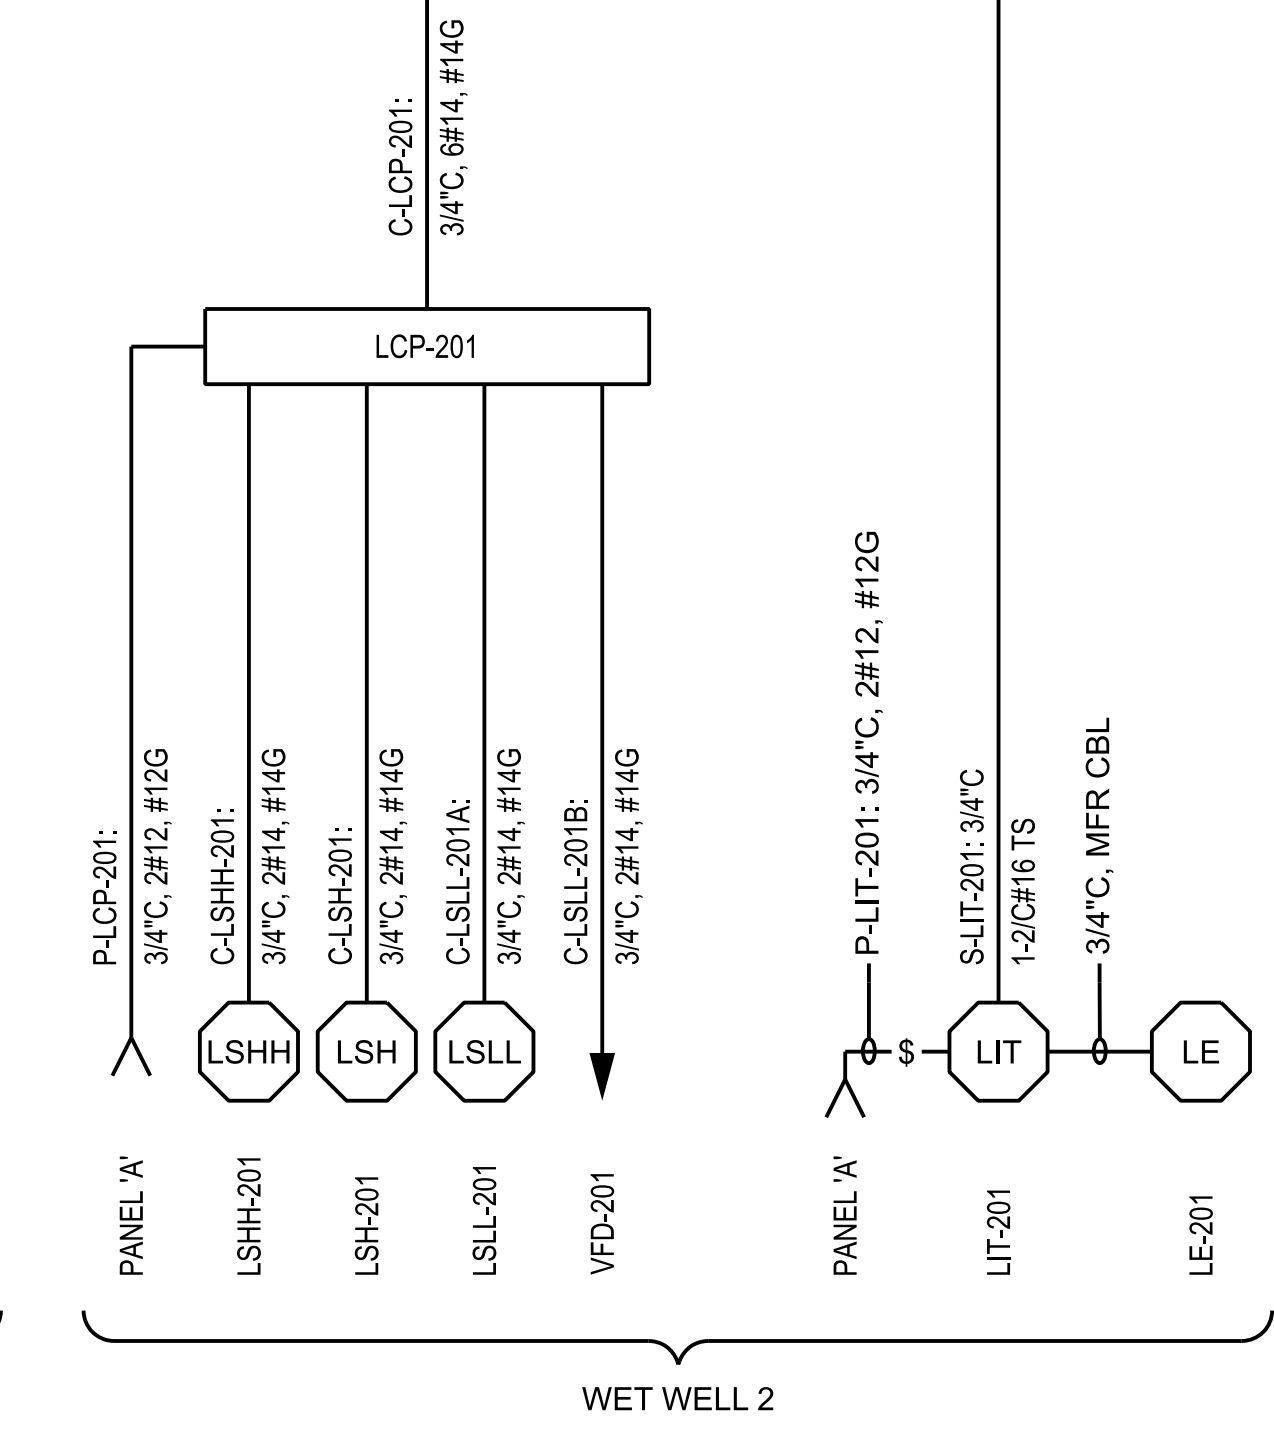 C-LCP-201:
3/4"C, 6#14, #14G
LCP-201
P-LCP-201:
3/4"C, 2#12, #12G
C-LSHH-201:
3/4"C, 2#14, #14G
C-LSH-201:
3/4"C, 2#14, #14G
C-LSLL-201A:
3/4"C, 2#14, #14G
C-LSLL-201B:
3/4"C, 2#14, #14G
P-LIT-201: 3/4"C, 2#12, #12G
S-LIT-201: 3/4"C
1-2/C#16 TS
3/4"C, MFR CBL
LSHH
LSH
LSLL
$
LIT
LE
PANEL 'A'
LSHH-201
LSH-201
LSLL-201
VFD-201
PANEL 'A'
LIT-201
LE-201
WET WELL 2